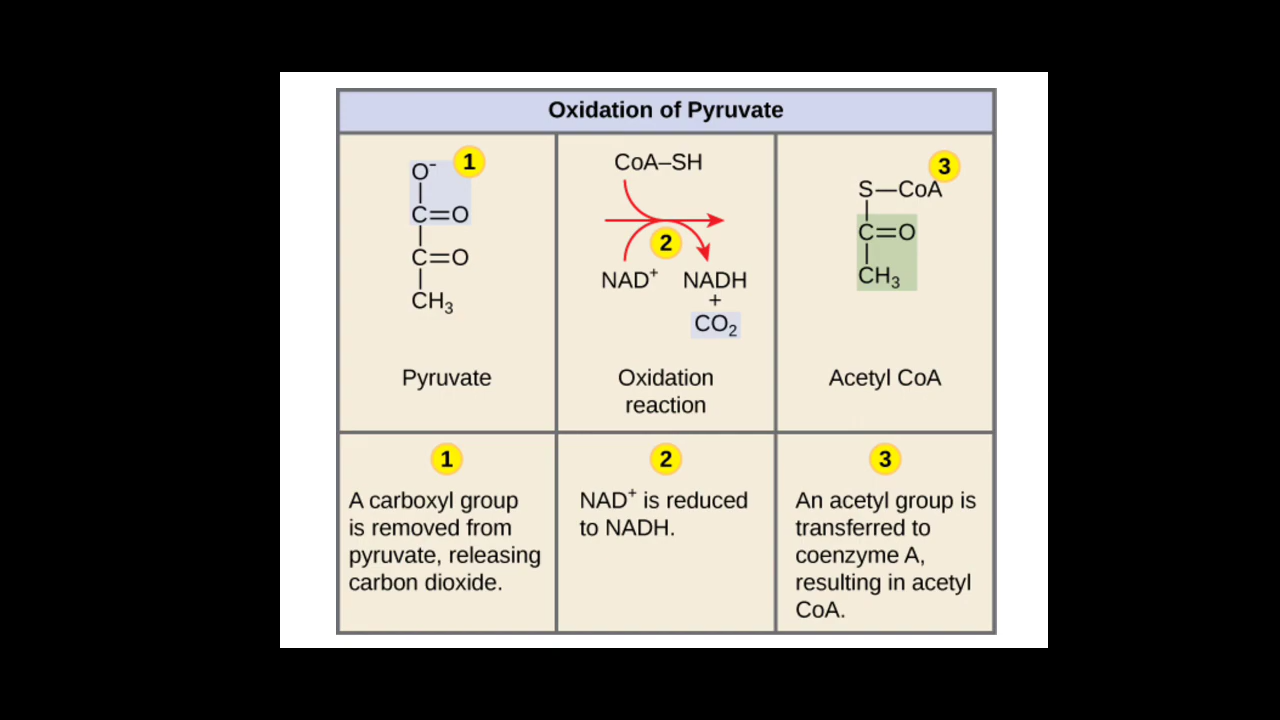 Oxidation of Pyruvate
1
O⁻
C=O
C=O
CH₃
Pyruvate
CoA–SH
2
NAD⁺ NADH
+
CO₂
Oxidation
reaction
3
S—CoA
C=O
CH₃
Acetyl CoA
1
A carboxyl group
is removed from
pyruvate, releasing
carbon dioxide.
2
NAD⁺ is reduced
to NADH.
3
An acetyl group is
transferred to
coenzyme A,
resulting in acetyl
CoA.